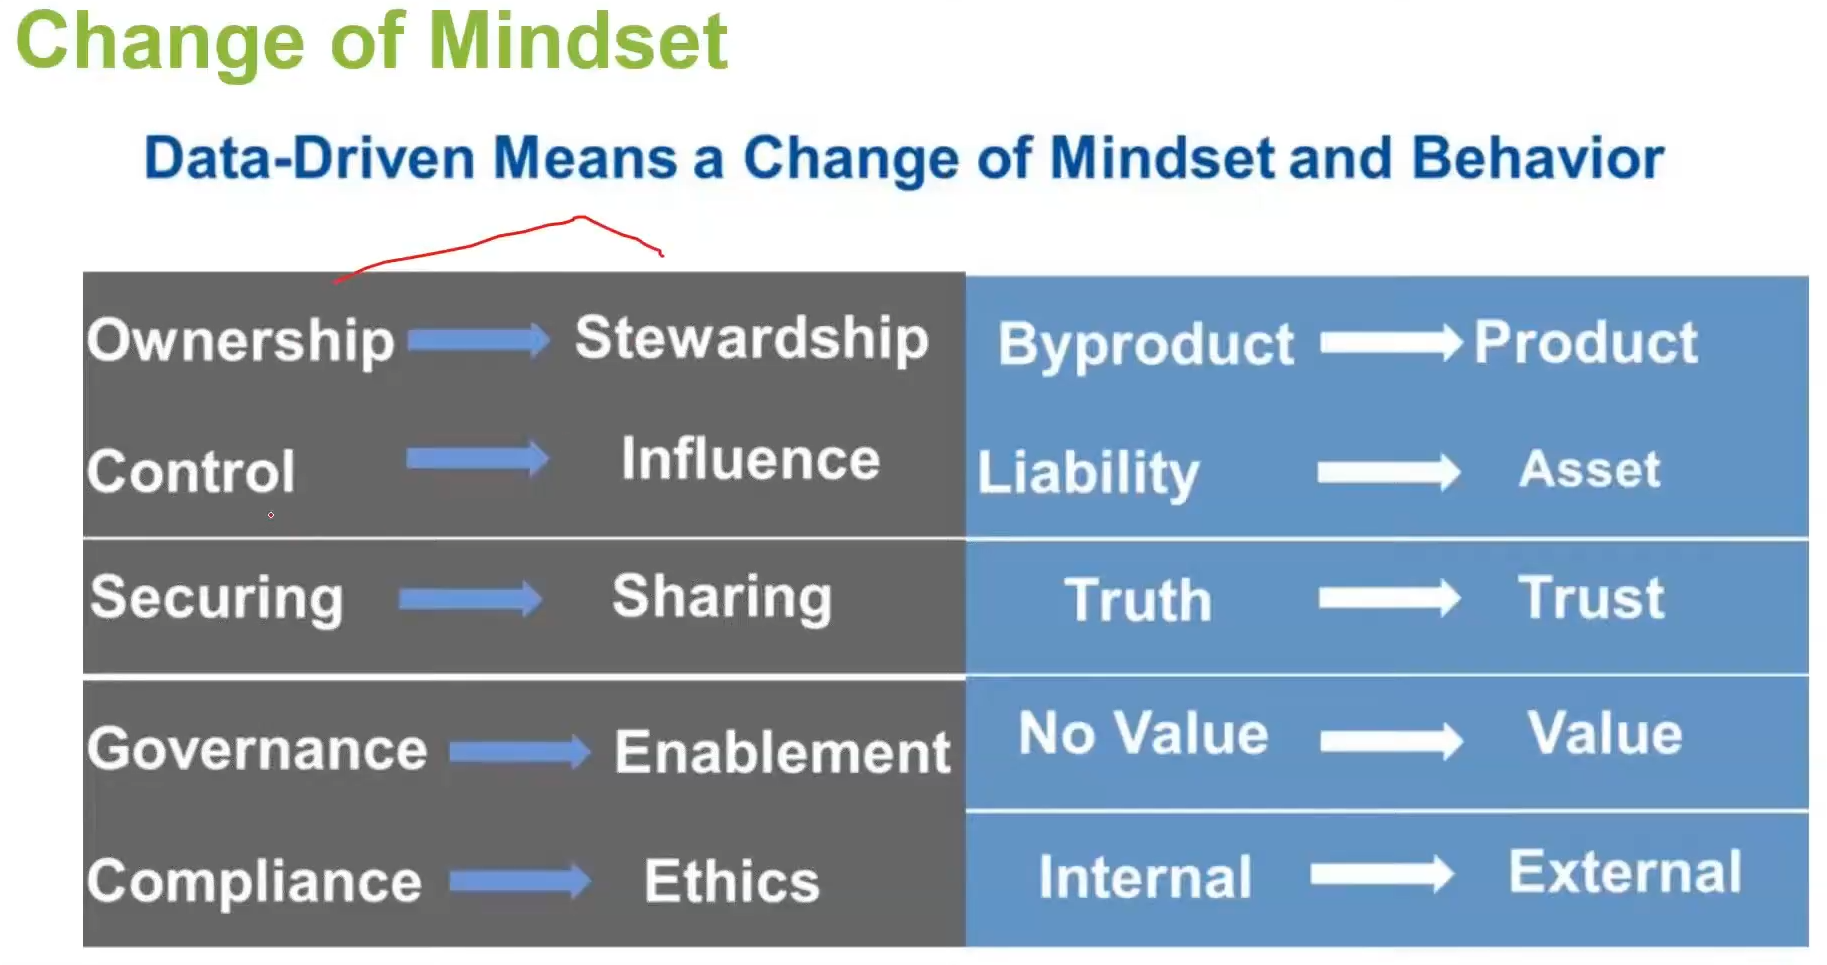 Change of Mindset
Data-Driven Means a Change of Mindset and Behavior
Ownership Stewardship
Control Influence
Securing Sharing
Governance Enablement
Compliance Ethics
Byproduct Product
Liability Asset
Truth Trust
No Value Value
Internal External